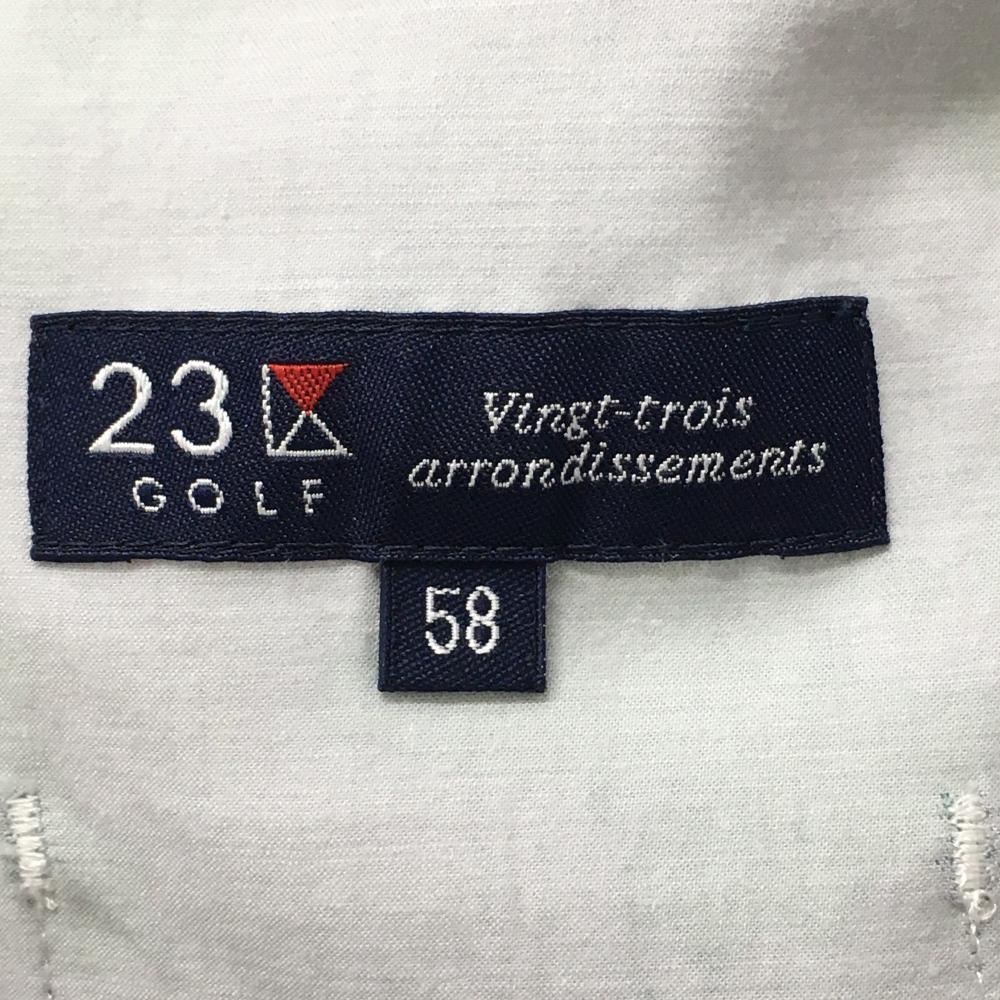 23
GOLF
Vingt-trois
arrondissements
58